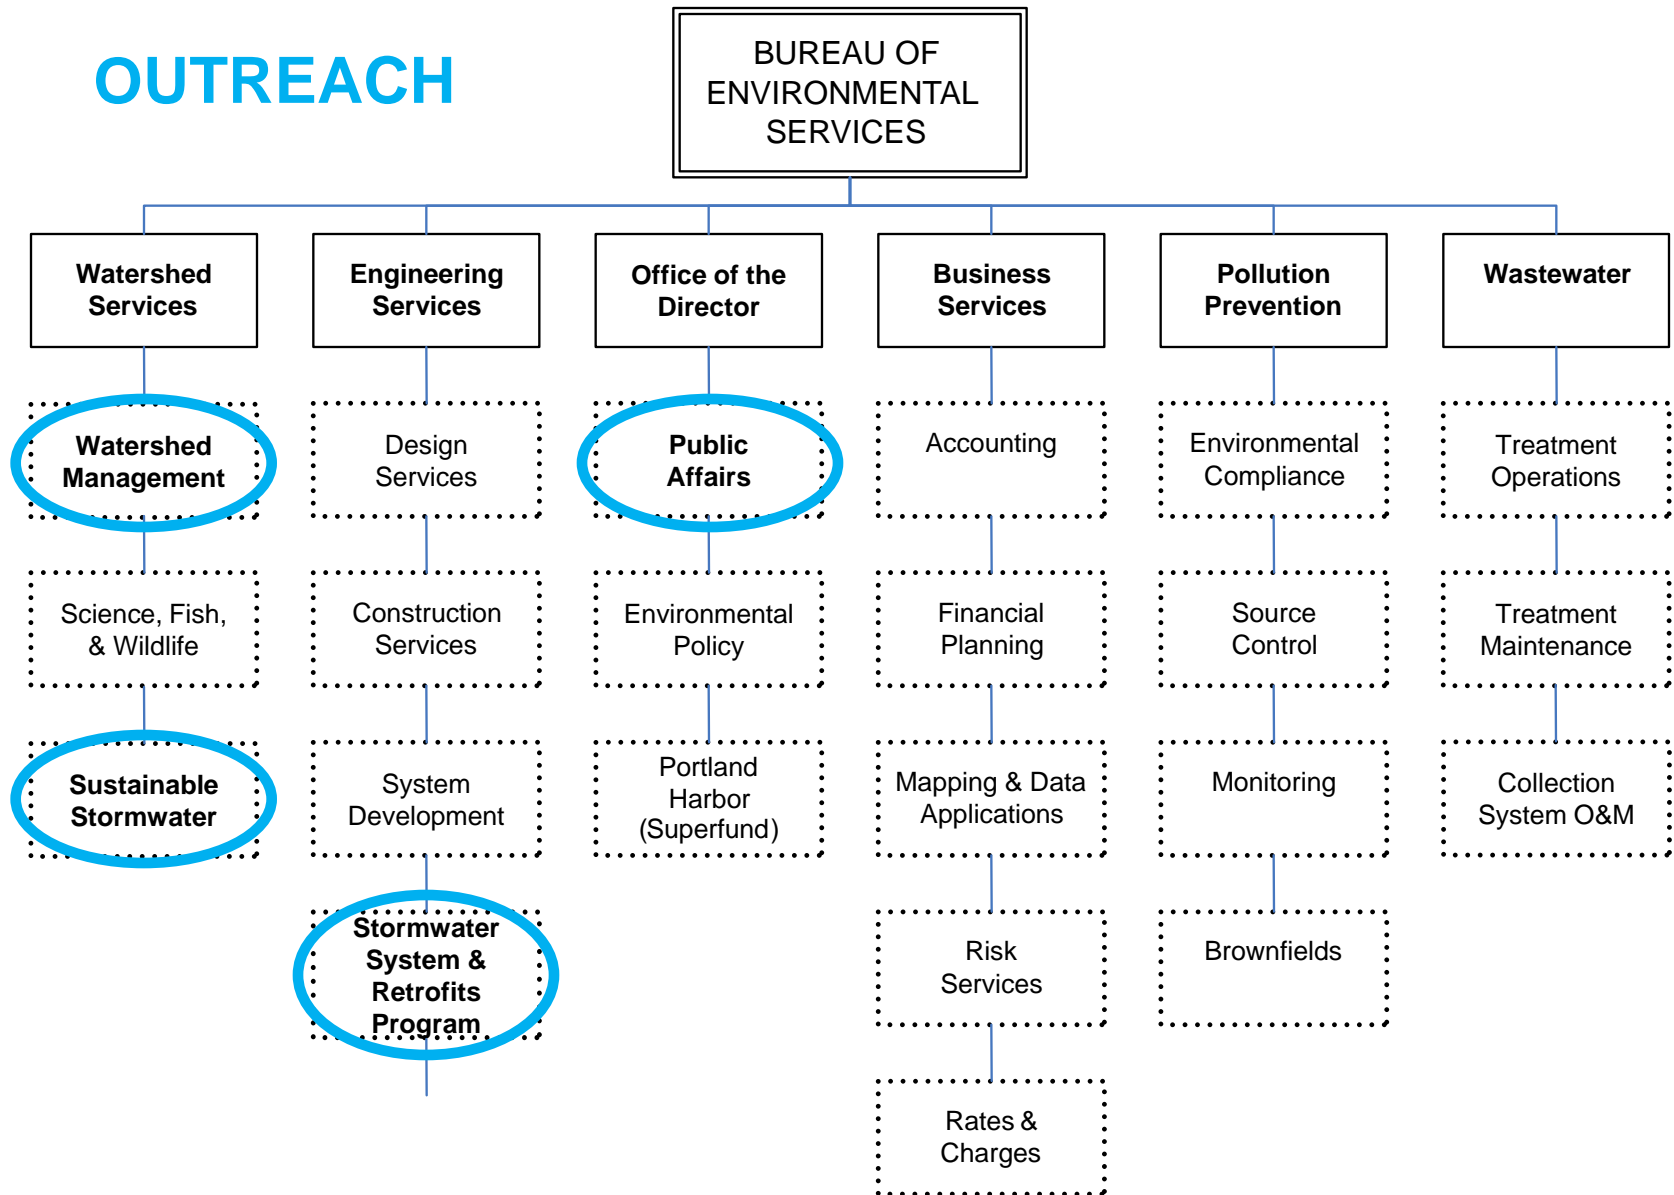 OUTREACH
BUREAU OF
ENVIRONMENTAL
SERVICES
Watershed
Services
Engineering
Services
Office of the
Director
Business
Services
Pollution
Prevention
Wastewater
Watershed
Management
Design
Services
Public
Affairs
Accounting
Environmental
Compliance
Treatment
Operations
Science, Fish,
& Wildlife
Construction
Services
Environmental
Policy
Financial
Planning
Source
Control
Treatment
Maintenance
Sustainable
Stormwater
System
Development
Portland
Harbor
(Superfund)
Mapping & Data
Applications
Monitoring
Collection
System O&M
Stormwater
System &
Retrofits
Program
Risk
Services
Brownfields
Rates &
Charges